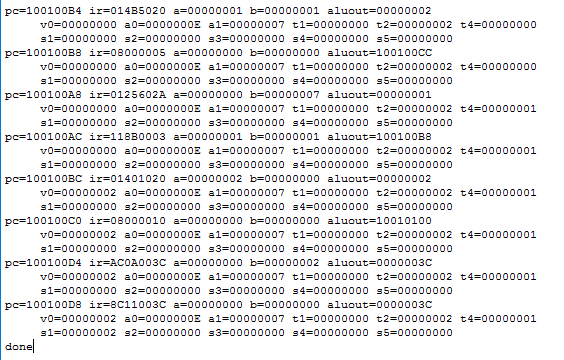 pc=100100B4 ir=014B5020 a=00000001 b=00000001 aluout=00000002
v0=00000000 a0=0000000E a1=00000007 t1=00000000 t2=00000002 t4=00000000
s1=00000000 s2=00000000 s3=00000000 s4=00000000 s5=00000000
pc=100100B8 ir=08000005 a=00000000 b=00000000 aluout=100100CC
v0=00000000 a0=0000000E a1=00000007 t1=00000000 t2=00000002 t4=00000000
s1=00000000 s2=00000000 s3=00000000 s4=00000000 s5=00000000
pc=100100A8 ir=0125602A a=00000000 b=00000007 aluout=00000001
v0=00000000 a0=0000000E a1=00000007 t1=00000000 t2=00000002 t4=00000001
s1=00000000 s2=00000000 s3=00000000 s4=00000000 s5=00000000
pc=100100AC ir=118B0003 a=00000001 b=00000001 aluout=100100B8
v0=00000000 a0=0000000E a1=00000007 t1=00000000 t2=00000002 t4=00000001
s1=00000000 s2=00000000 s3=00000000 s4=00000000 s5=00000000
pc=100100BC ir=01401020 a=00000002 b=00000000 aluout=00000002
v0=00000002 a0=0000000E a1=00000007 t1=00000000 t2=00000002 t4=00000001
s1=00000000 s2=00000000 s3=00000000 s4=00000000 s5=00000000
pc=100100C0 ir=08000010 a=00000000 b=00000000 aluout=10010100
v0=00000002 a0=0000000E a1=00000007 t1=00000000 t2=00000002 t4=00000001
s1=00000000 s2=00000000 s3=00000000 s4=00000000 s5=00000000
pc=100100D4 ir=AC0A003C a=00000000 b=00000002 aluout=0000003C
v0=00000002 a0=0000000E a1=00000007 t1=00000000 t2=00000002 t4=00000001
s1=00000000 s2=00000000 s3=00000000 s4=00000000 s5=00000000
pc=100100D8 ir=8C11003C a=00000000 b=00000000 aluout=0000003C
v0=00000002 a0=0000000E a1=00000007 t1=00000000 t2=00000002 t4=00000001
s1=00000002 s2=00000000 s3=00000000 s4=00000000 s5=00000000
done